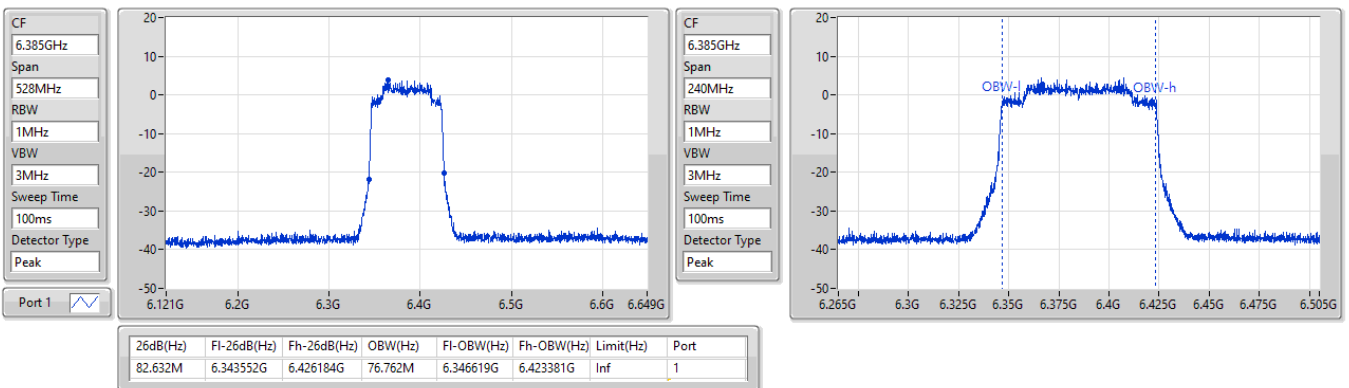 CF
6.385GHz
Span
528MHz
RBW
1MHz
VBW
3MHz
Sweep Time
100ms
Detector Type
Peak
Port 1
20
10
0
-10
-20
-30
-40
-50
6.121G 6.2G 6.3G 6.4G 6.5G 6.6G 6.649G
CF
6.385GHz
Span
240MHz
RBW
1MHz
VBW
3MHz
Sweep Time
100ms
Detector Type
Peak
20
10
0
-10
-20
-30
-40
-50
OBW-l OBW-h
6.265G 6.3G 6.325G 6.35G 6.375G 6.4G 6.425G 6.45G 6.475G 6.505G
26dB(Hz) Fl-26dB(Hz) Fh-26dB(Hz) OBW(Hz) Fl-OBW(Hz) Fh-OBW(Hz) Limit(Hz) Port
82.632M 6.343552G 6.426184G 76.762M 6.346619G 6.423381G Inf 1